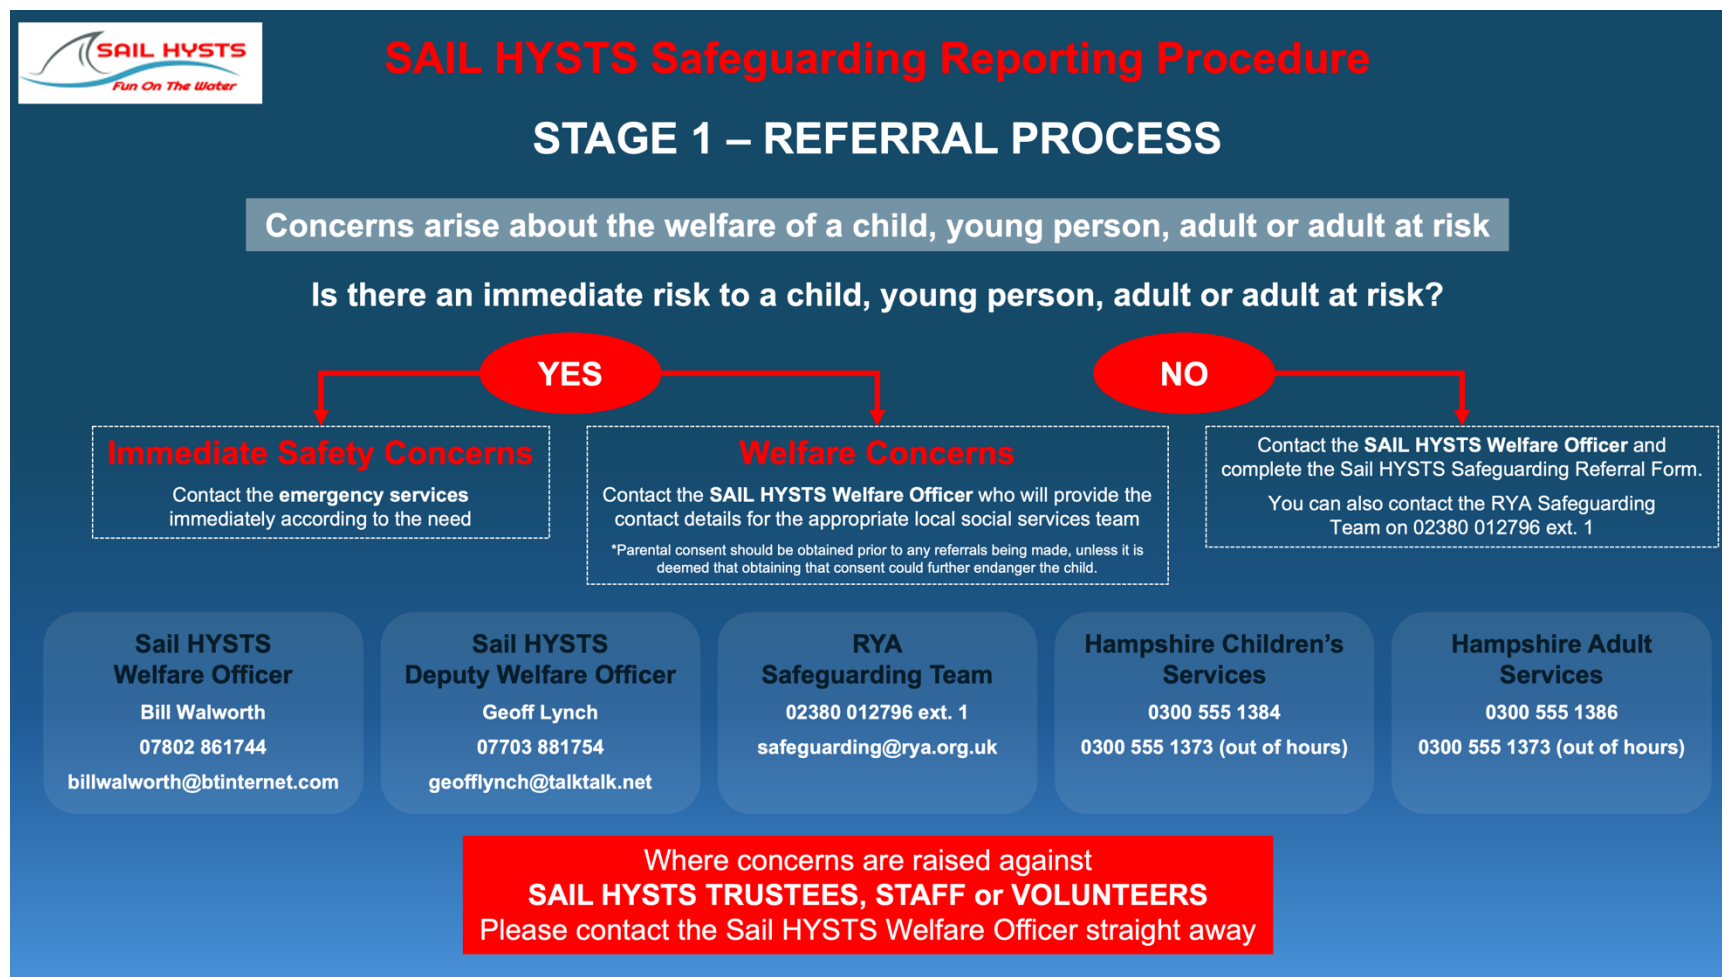 SAIL HYSTS
Fun On The Water
SAIL HYSTS Safeguarding Reporting Procedure
STAGE 1 – REFERRAL PROCESS
Concerns arise about the welfare of a child, young person, adult or adult at risk
Is there an immediate risk to a child, young person, adult or adult at risk?
YES
NO
Immediate Safety Concerns
Contact the emergency services
immediately according to the need
Welfare Concerns
Contact the SAIL HYSTS Welfare Officer who will provide the
contact details for the appropriate local social services team
*Parental consent should be obtained prior to any referrals being made, unless it is
deemed that obtaining that consent could further endanger the child.
Contact the SAIL HYSTS Welfare Officer and
complete the Sail HYSTS Safeguarding Referral Form.
You can also contact the RYA Safeguarding
Team on 02380 012796 ext. 1
Sail HYSTS
Welfare Officer
Bill Walworth
07802 861744
billwalworth@btinternet.com
Sail HYSTS
Deputy Welfare Officer
Geoff Lynch
07703 881754
geofflynch@talktalk.net
RYA
Safeguarding Team
02380 012796 ext. 1
safeguarding@rya.org.uk
Hampshire Children’s
Services
0300 555 1384
0300 555 1373 (out of hours)
Hampshire Adult
Services
0300 555 1386
0300 555 1373 (out of hours)
Where concerns are raised against
SAIL HYSTS TRUSTEES, STAFF or VOLUNTEERS
Please contact the Sail HYSTS Welfare Officer straight away